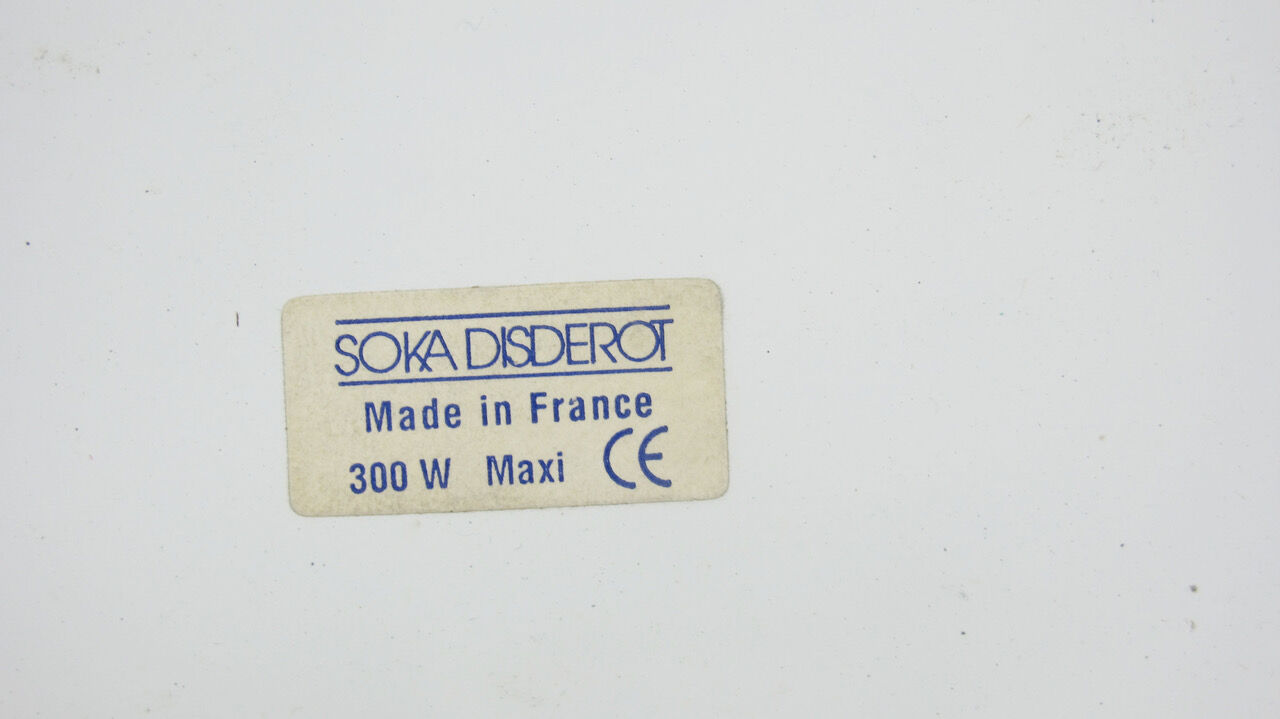 SOKA DISDEROT
Made in France
300 W Maxi CE